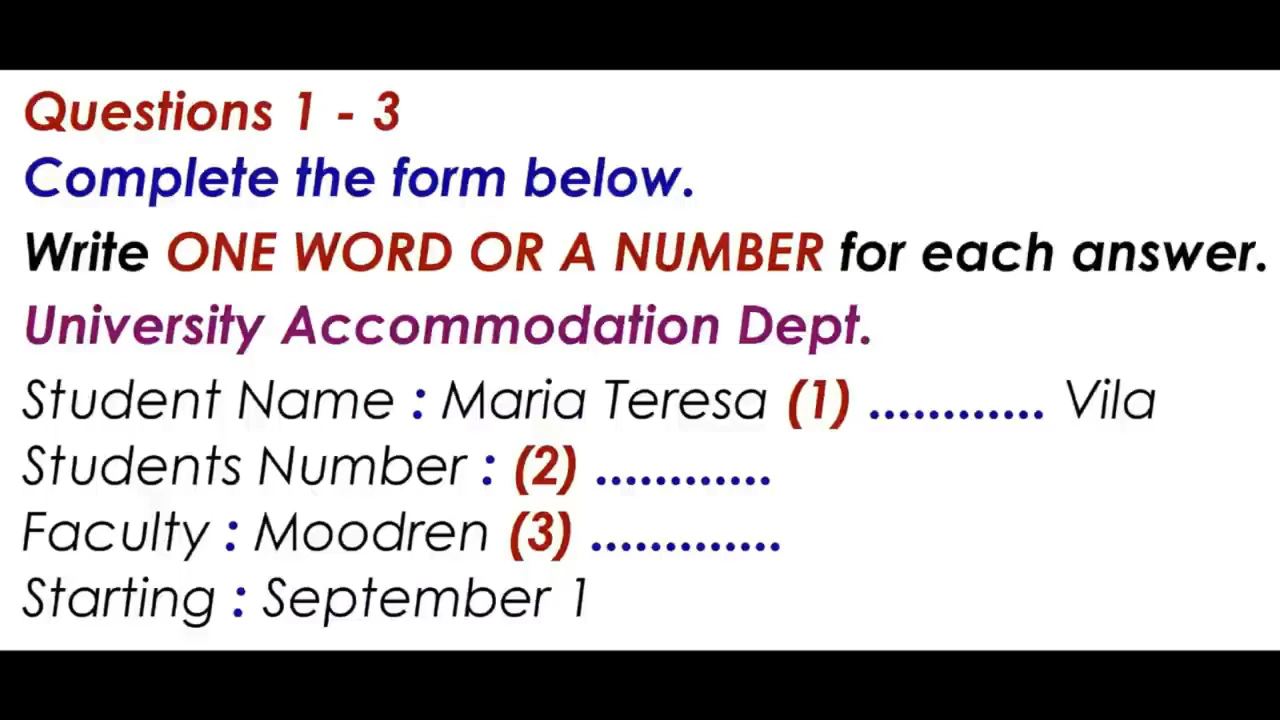 Questions 1 - 3
Complete the form below.
Write ONE WORD OR A NUMBER for each answer.
University Accommodation Dept.
Student Name : Maria Teresa (1) ............ Vila
Students Number : (2) ............
Faculty : Moodren (3) .............
Starting : September 1